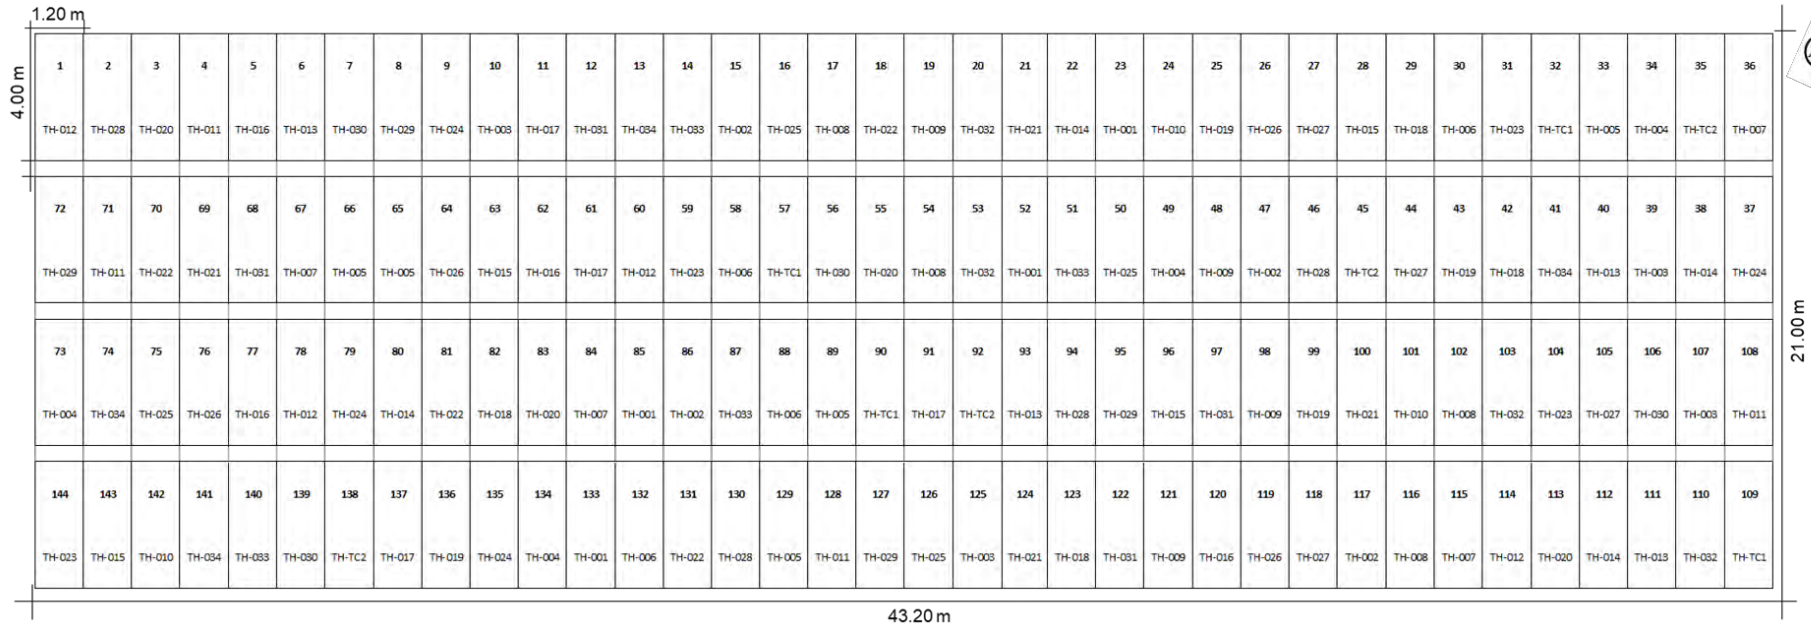 1.20 m
4.00 m
1 2 3 4 5 6 7 8 9 10 11 12 13 14 15 16 17 18 19 20 21 22 23 24 25 26 27 28 29 30 31 32 33 34 35 36
TH-012 TH-028 TH-020 TH-011 TH-016 TH-013 TH-030 TH-029 TH-024 TH-003 TH-017 TH-031 TH-034 TH-033 TH-002 TH-025 TH-008 TH-022 TH-009 TH-032 TH-021 TH-014 TH-001 TH-010 TH-019 TH-026 TH-027 TH-015 TH-018 TH-006 TH-023 TH-TC1 TH-005 TH-004 TH-TC2 TH-007
72 71 70 69 68 67 66 65 64 63 62 61 60 59 58 57 56 55 54 53 52 51 50 49 48 47 46 45 44 43 42 41 40 39 38 37
TH-029 TH-011 TH-022 TH-021 TH-031 TH-007 TH-005 TH-005 TH-026 TH-015 TH-016 TH-017 TH-012 TH-023 TH-006 TH-TC1 TH-030 TH-020 TH-008 TH-032 TH-001 TH-033 TH-025 TH-004 TH-009 TH-002 TH-028 TH-TC2 TH-027 TH-019 TH-018 TH-034 TH-013 TH-003 TH-014 TH-024
73 74 75 76 77 78 79 80 81 82 83 84 85 86 87 88 89 90 91 92 93 94 95 96 97 98 99 100 101 102 103 104 105 106 107 108
TH-004 TH-034 TH-025 TH-026 TH-016 TH-012 TH-024 TH-014 TH-022 TH-018 TH-020 TH-007 TH-001 TH-002 TH-033 TH-006 TH-005 TH-TC1 TH-017 TH-TC2 TH-013 TH-028 TH-029 TH-015 TH-031 TH-009 TH-019 TH-021 TH-010 TH-008 TH-032 TH-023 TH-027 TH-030 TH-003 TH-011
144 143 142 141 140 139 138 137 136 135 134 133 132 131 130 129 128 127 126 125 124 123 122 121 120 119 118 117 116 115 114 113 112 111 110 109
TH-023 TH-015 TH-010 TH-034 TH-033 TH-030 TH-TC2 TH-017 TH-019 TH-024 TH-004 TH-001 TH-006 TH-022 TH-028 TH-005 TH-011 TH-029 TH-025 TH-003 TH-021 TH-018 TH-031 TH-009 TH-016 TH-026 TH-027 TH-002 TH-008 TH-007 TH-012 TH-020 TH-014 TH-013 TH-032 TH-TC1
21.00 m
43.20 m